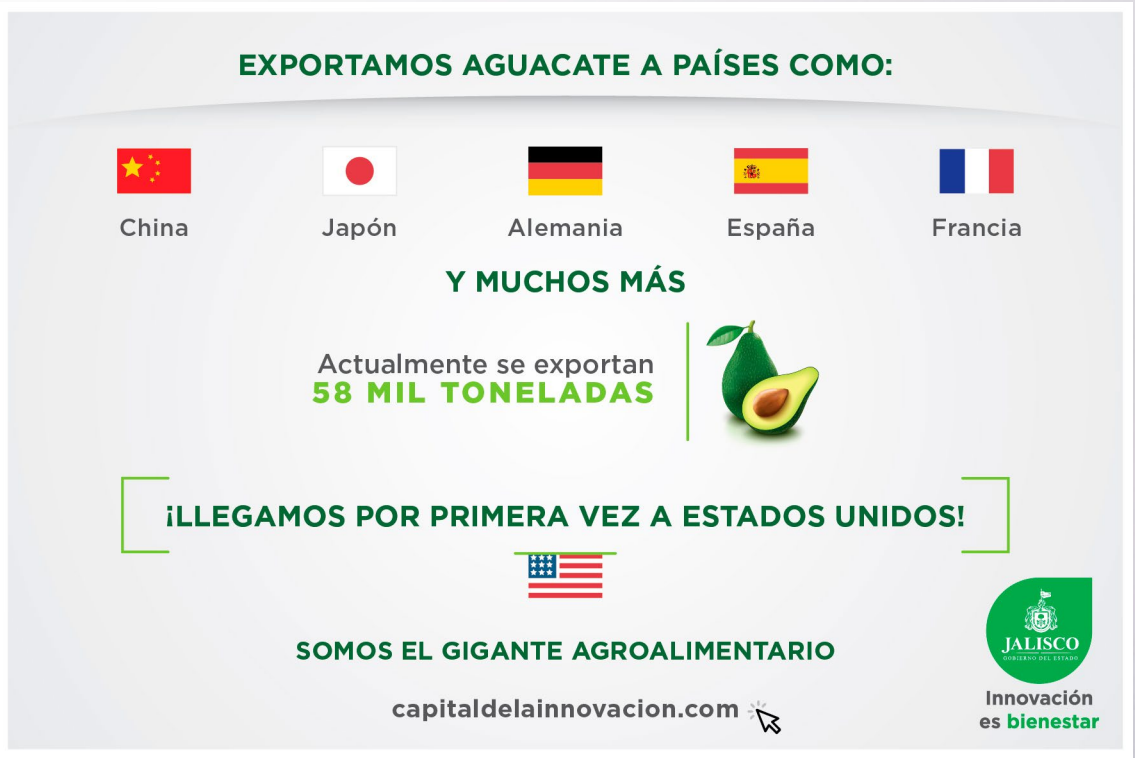 EXPORTAMOS AGUACATE A PAÍSES COMO:
China
Japón
Alemania
España
Francia
Y MUCHOS MÁS
Actualmente se exportan
58 MIL TONELADAS
¡LLEGAMOS POR PRIMERA VEZ A ESTADOS UNIDOS!
SOMOS EL GIGANTE AGROALIMENTARIO
capitaldelainnovacion.com
JALISCO
GOBIERNO DEL ESTADO
Innovación
es bienestar